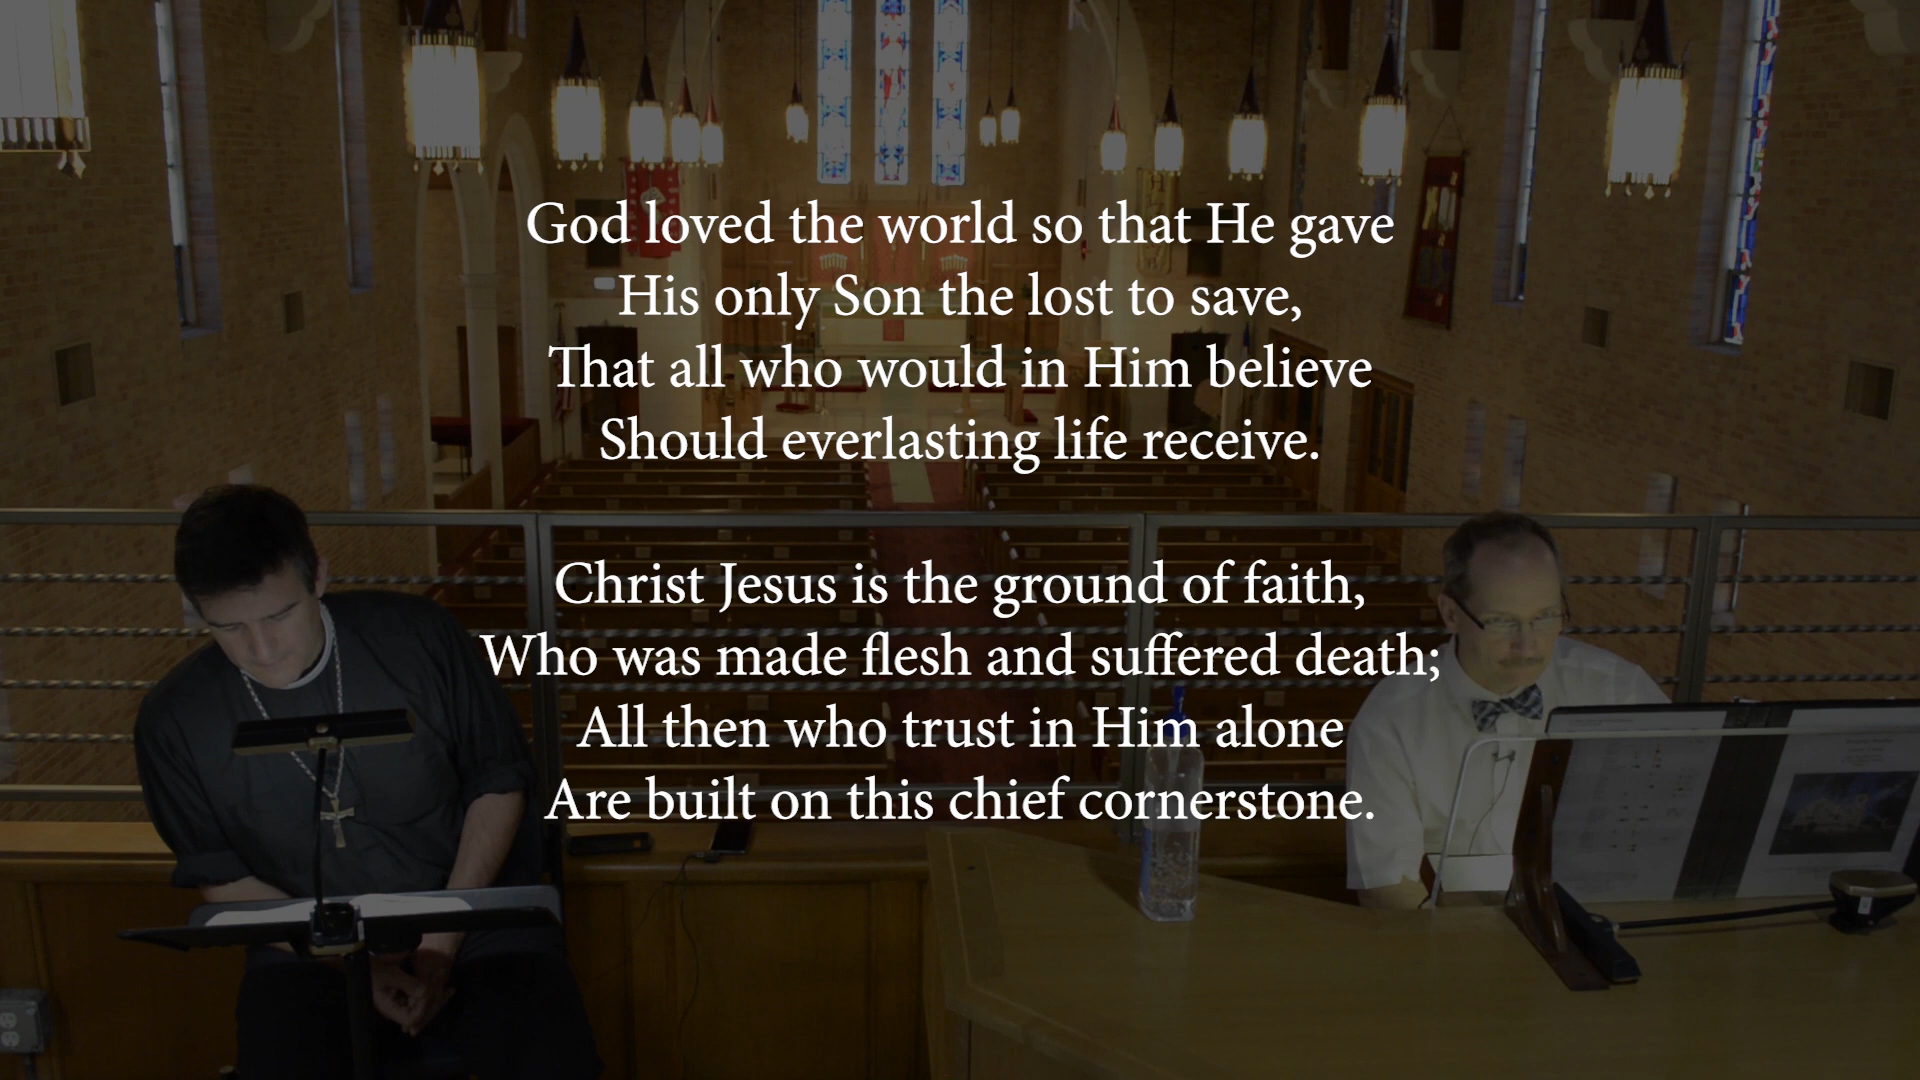 God loved the world so that He gave
His only Son the lost to save,
That all who would in Him believe
Should everlasting life receive.
Christ Jesus is the ground of faith,
Who was made flesh and suffered death;
All then who trust in Him alone
Are built on this chief cornerstone.